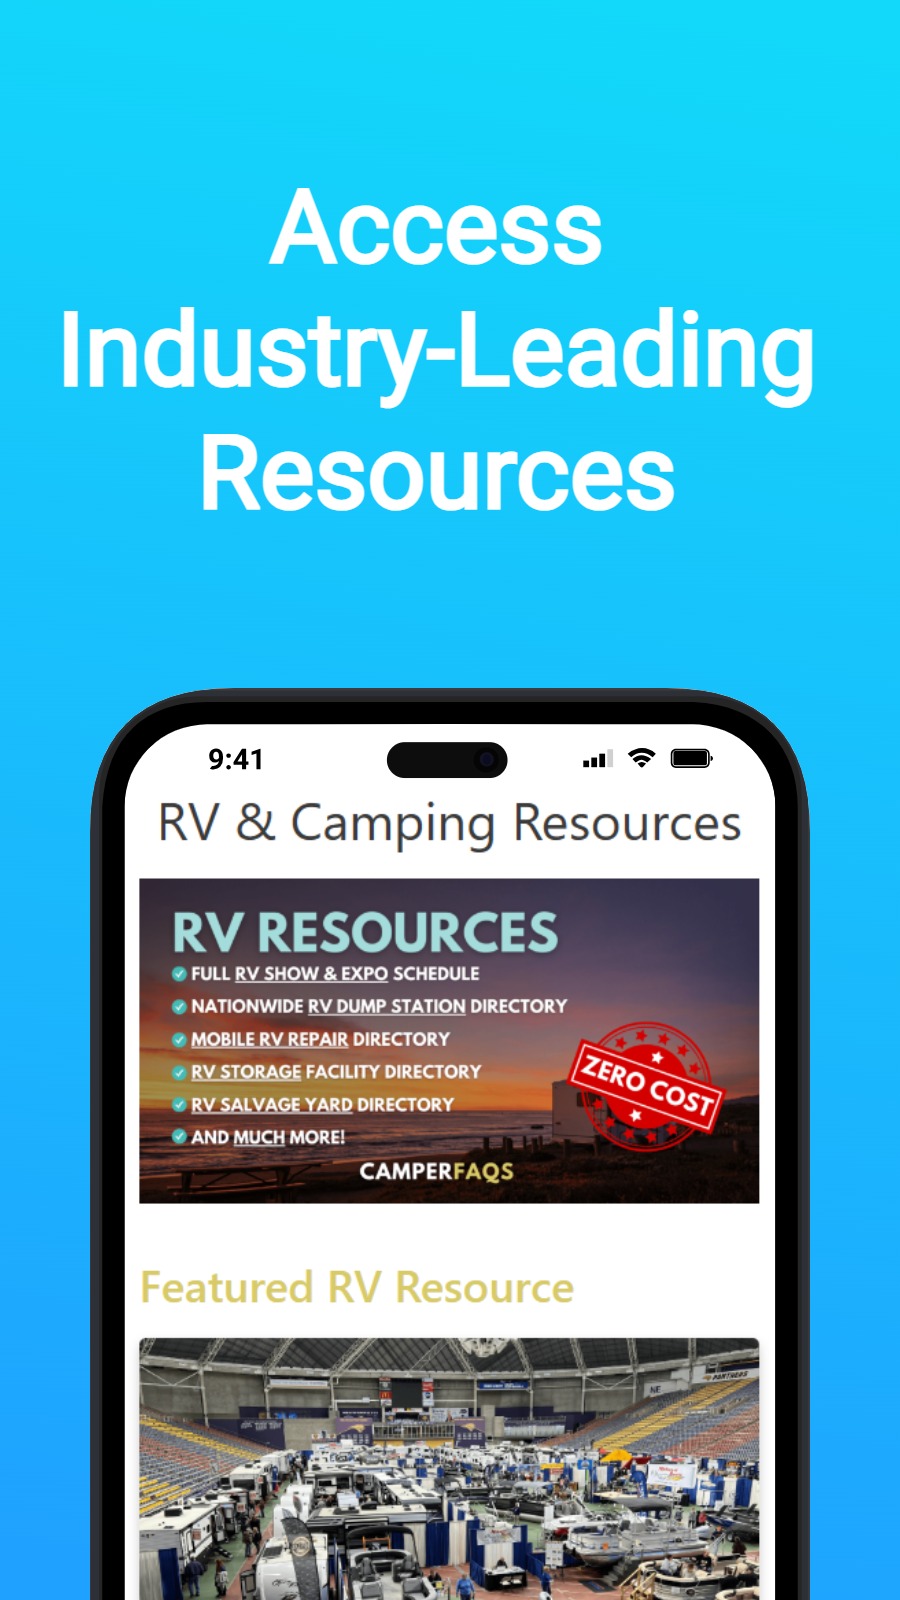 Access
Industry-Leading
Resources
9:41
RV & Camping Resources
RV RESOURCES
FULL RV SHOW & EXPO SCHEDULE
NATIONWIDE RV DUMP STATION DIRECTORY
MOBILE RV REPAIR DIRECTORY
RV STORAGE FACILITY DIRECTORY
RV SALVAGE YARD DIRECTORY
AND MUCH MORE!
ZERO COST
CAMPERFAQS
Featured RV Resource
PANTHERS
NE